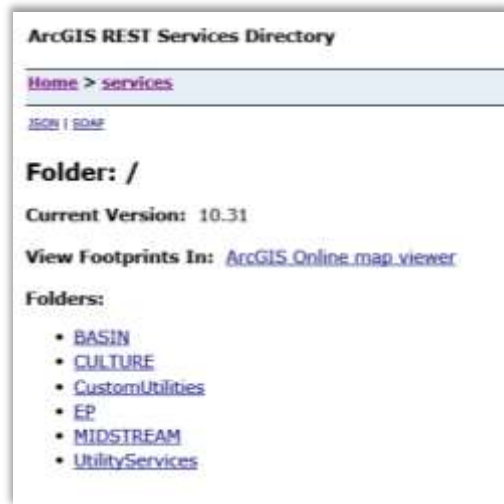 ArcGIS REST Services Directory
Home > services
JSON | SOAP
Folder: /
Current Version: 10.31
View Footprints In: ArcGIS Online map viewer
Folders:
• BASIN
• CULTURE
• CustomUtilities
• EP
• MIDSTREAM
• UtilityServices